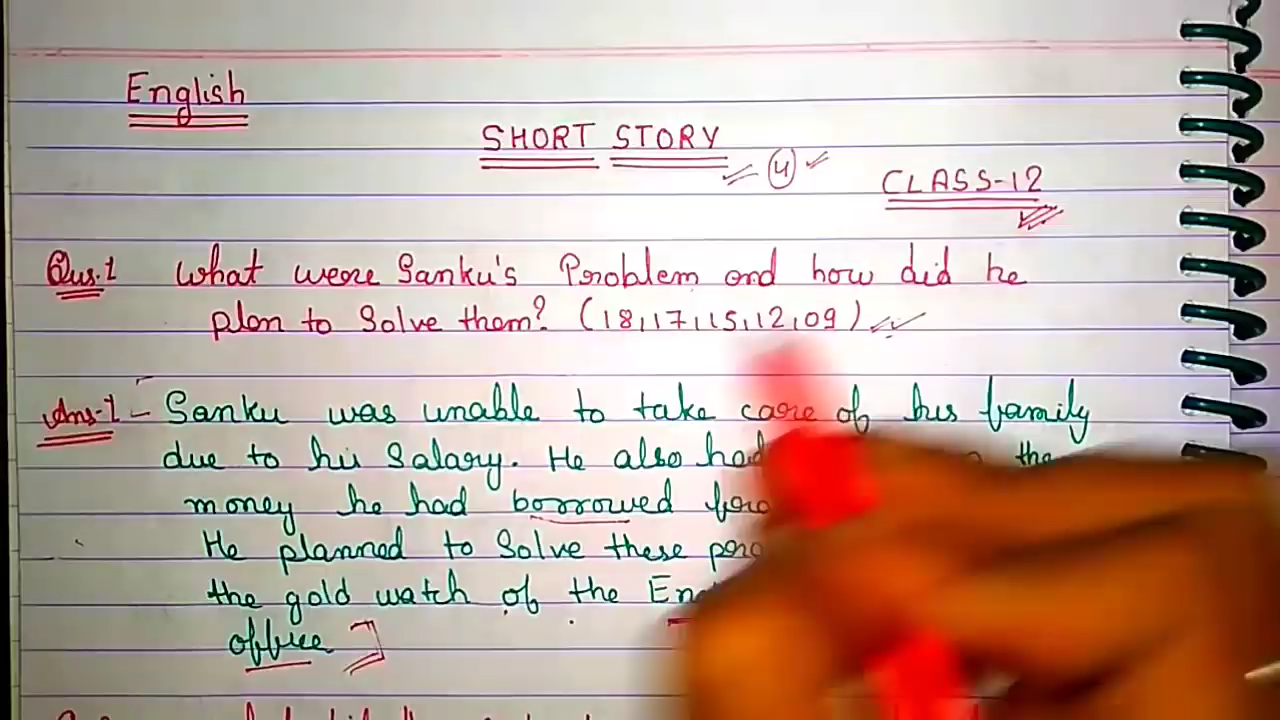 English
SHORT STORY
4
CLASS-12
Qus.1 What were Sanku's Problem and how did he
plan to Solve them? (18,17,15,12,09)
Ans-1 - Sanku was unable to take care of his family
due to his Salary. He also had the
money he had borrowed
He planned to Solve these
the gold watch of the
office